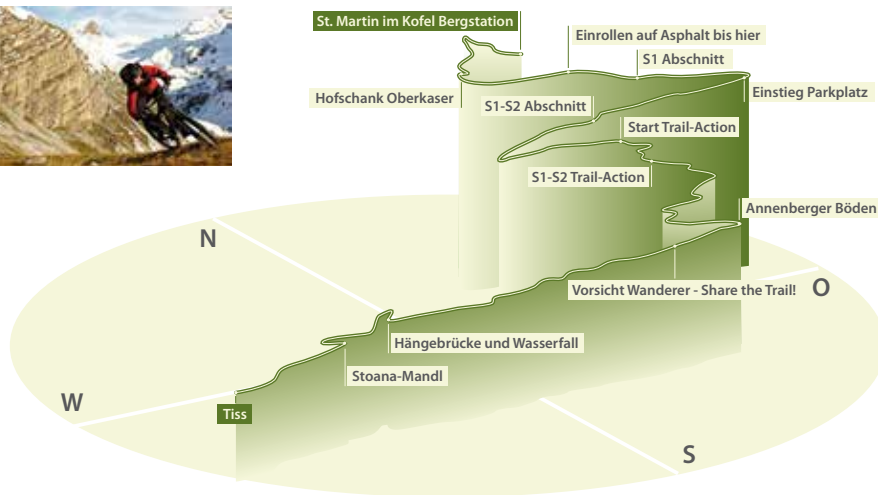 St. Martin im Kofel Bergstation
Einrollen auf Asphalt bis hier
S1 Abschnitt
Hofschank Oberkaser
S1-S2 Abschnitt
Einstieg Parkplatz
Start Trail-Action
S1-S2 Trail-Action
Annenberger Böden
N
Vorsicht Wanderer - Share the Trail!
O
Hängebrücke und Wasserfall
Stoana-Mandl
W
Tiss
S